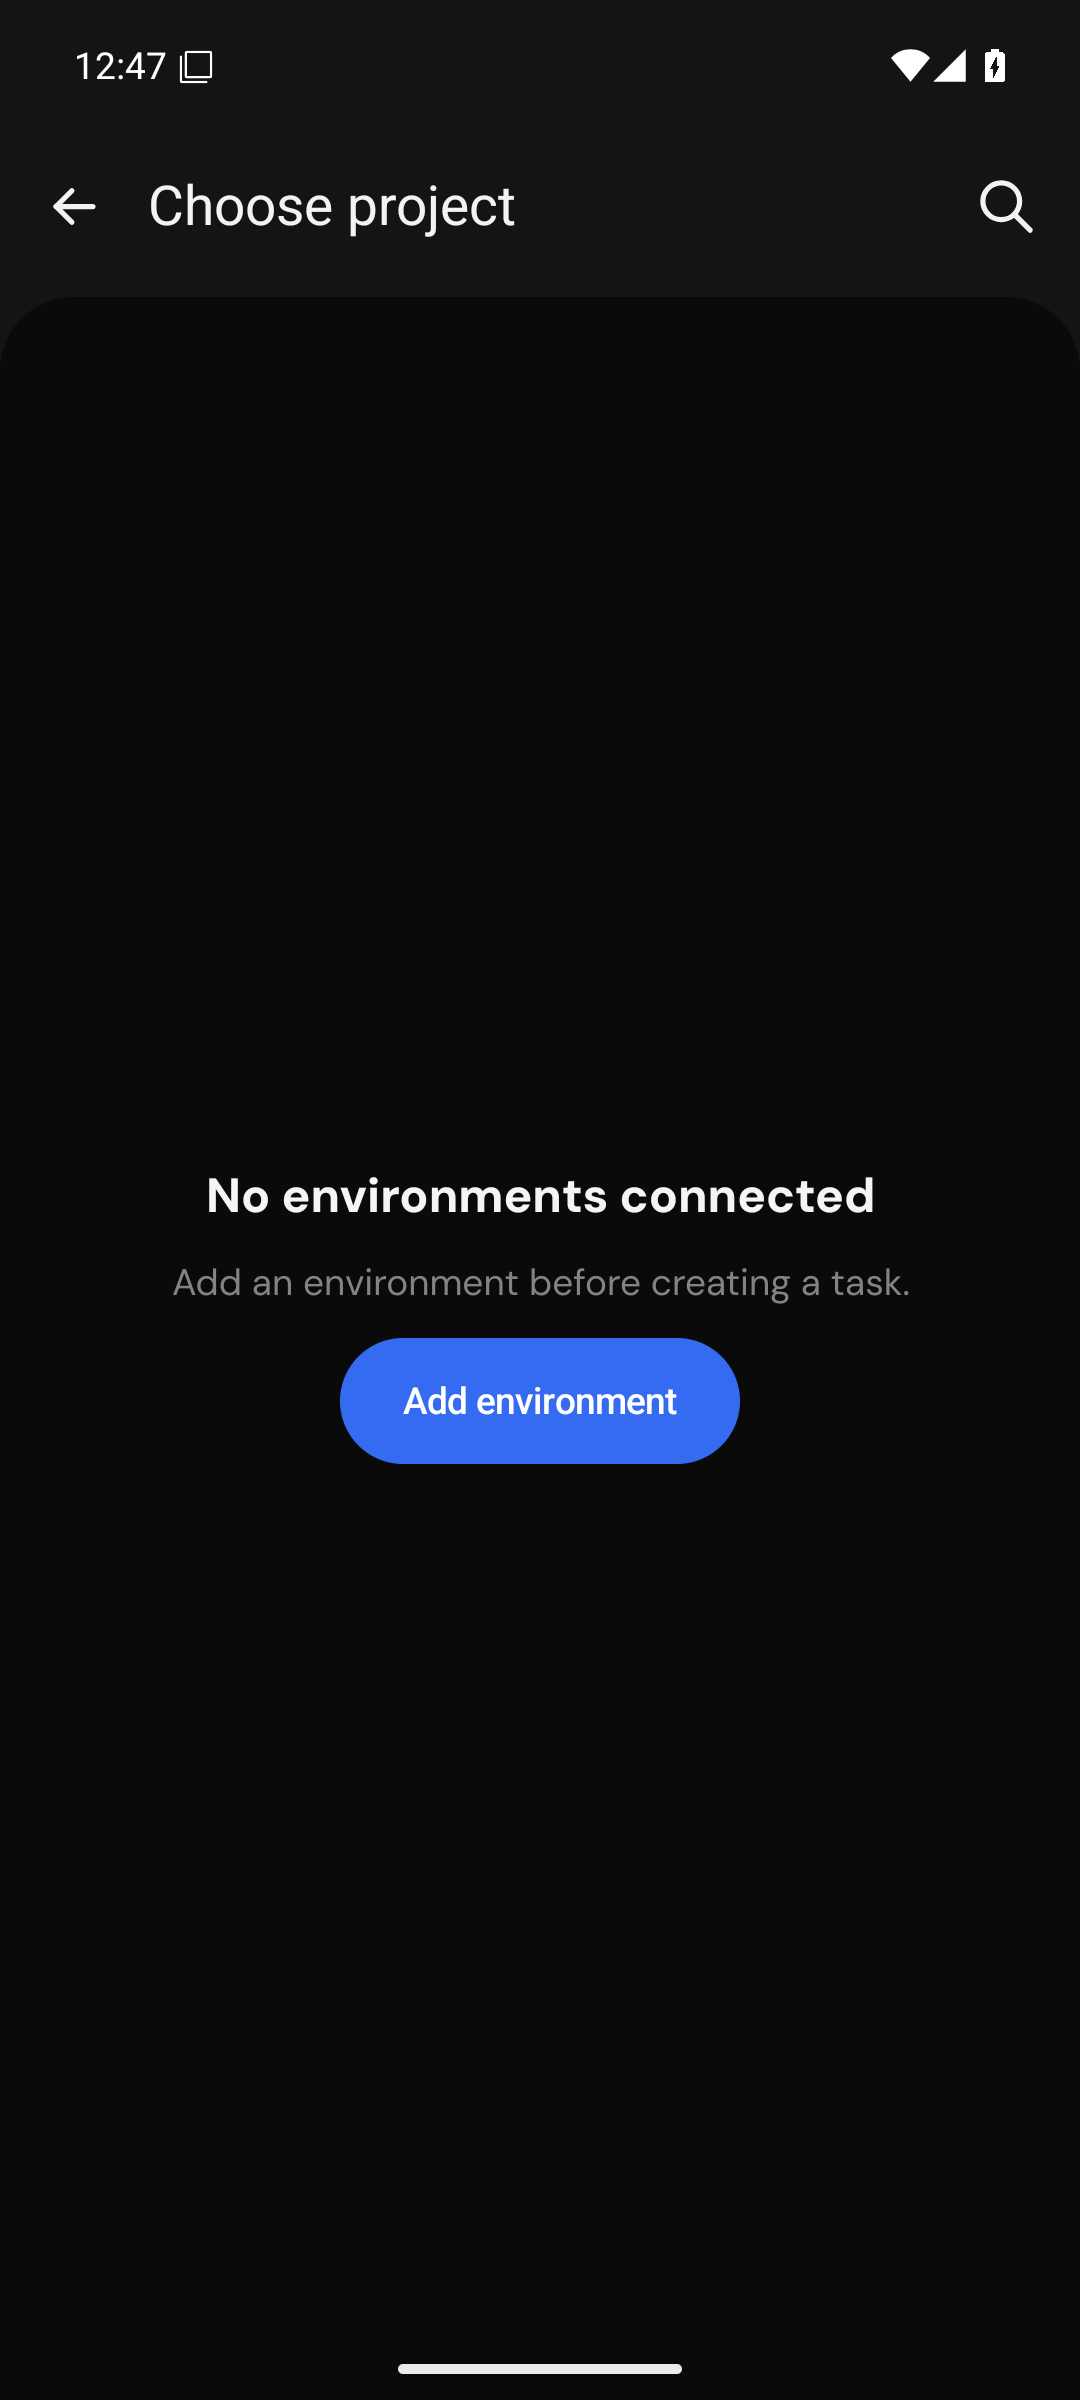 12:47
Choose project
No environments connected
Add an environment before creating a task.
Add environment